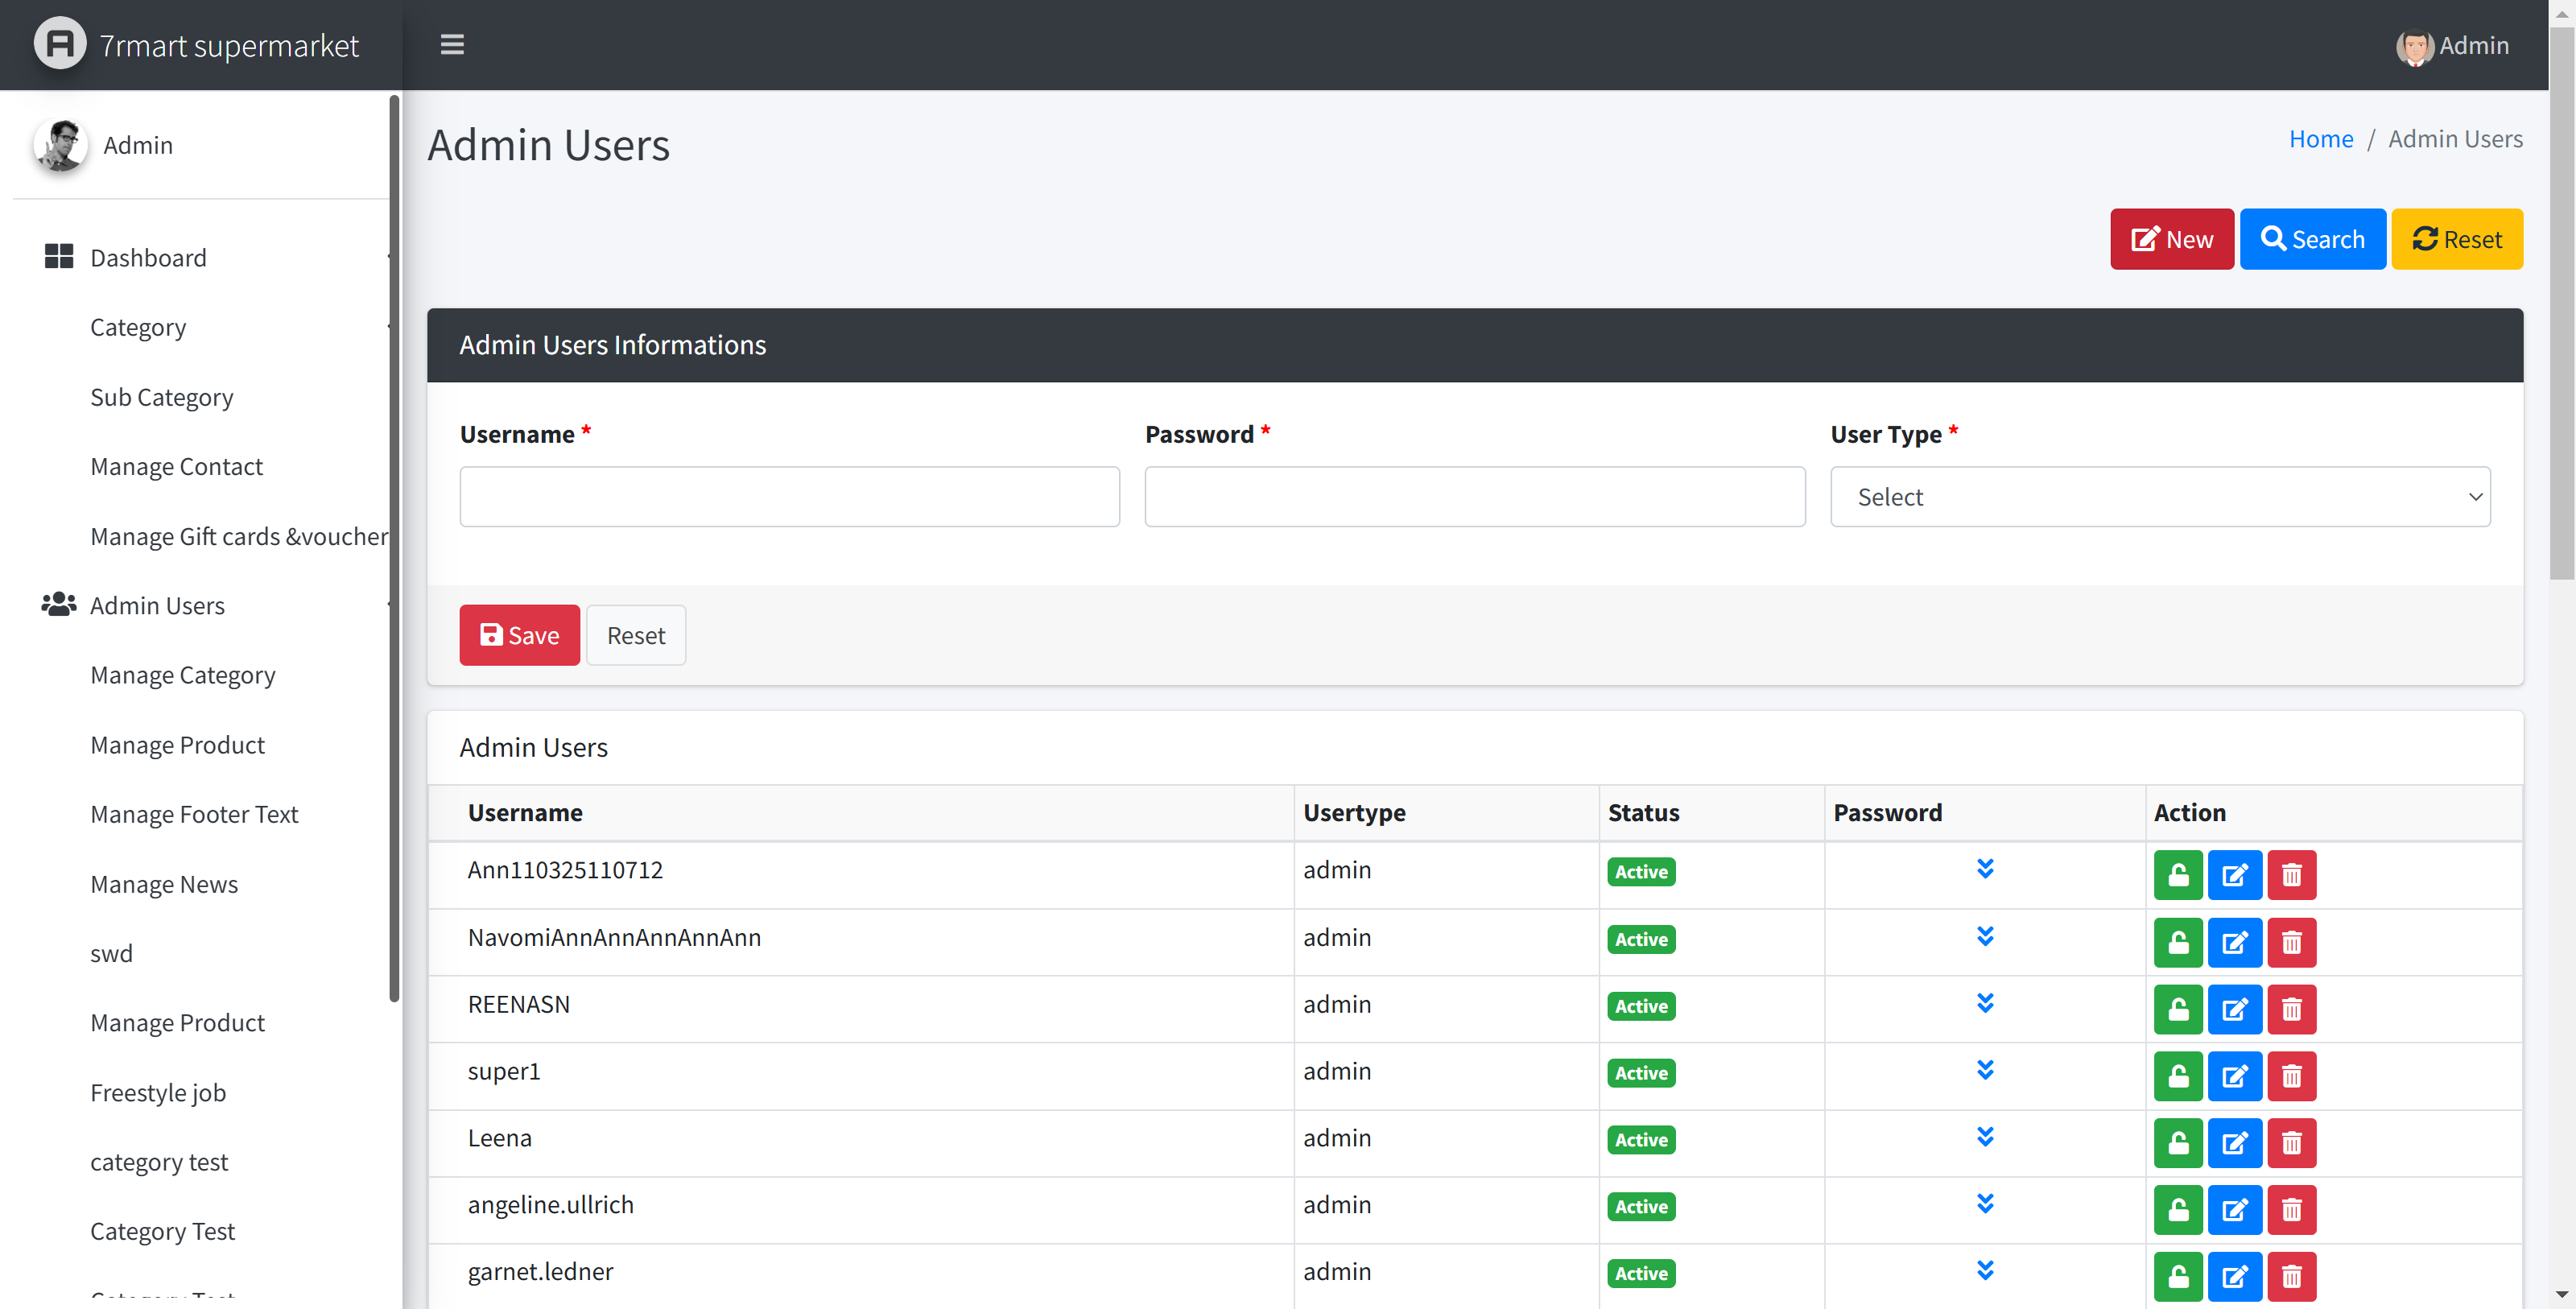 7rmart supermarket
Admin
Admin
Dashboard
Category
Sub Category
Manage Contact
Manage Gift cards &voucher
Admin Users
Manage Category
Manage Product
Manage Footer Text
Manage News
swd
Manage Product
Freestyle job
category test
Category Test
Category Test
Admin Users
Home / Admin Users
New Search Reset
Admin Users Informations
Username * Password * User Type *
Select
Save Reset
Admin Users
Username Usertype Status Password Action
Ann110325110712 admin Active
NavomiAnnAnnAnnAnnAnn admin Active
REENASN admin Active
super1 admin Active
Leena admin Active
angeline.ullrich admin Active
garnet.ledner admin Active